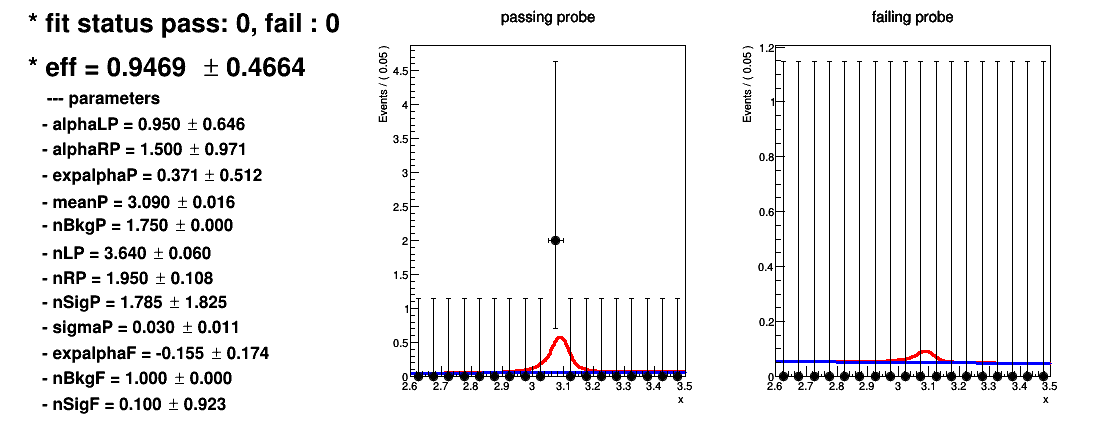 * fit status pass: 0, fail : 0
* eff = 0.9469 ± 0.4664
--- parameters
- alphaLP = 0.950 ± 0.646
- alphaRP = 1.500 ± 0.971
- expalphaP = 0.371 ± 0.512
- meanP = 3.090 ± 0.016
- nBkgP = 1.750 ± 0.000
- nLP = 3.640 ± 0.060
- nRP = 1.950 ± 0.108
- nSigP = 1.785 ± 1.825
- sigmaP = 0.030 ± 0.011
- expalphaF = -0.155 ± 0.174
- nBkgF = 1.000 ± 0.000
- nSigF = 0.100 ± 0.923
passing probe
Events / ( 0.05 )
4.5
4
3.5
3
2.5
2
1.5
1
0.5
0
2.6 2.7 2.8 2.9 3 3.1 3.2 3.3 3.4 3.5
x
failing probe
Events / ( 0.05 )
1.2
1
0.8
0.6
0.4
0.2
0
2.6 2.7 2.8 2.9 3 3.1 3.2 3.3 3.4 3.5
x